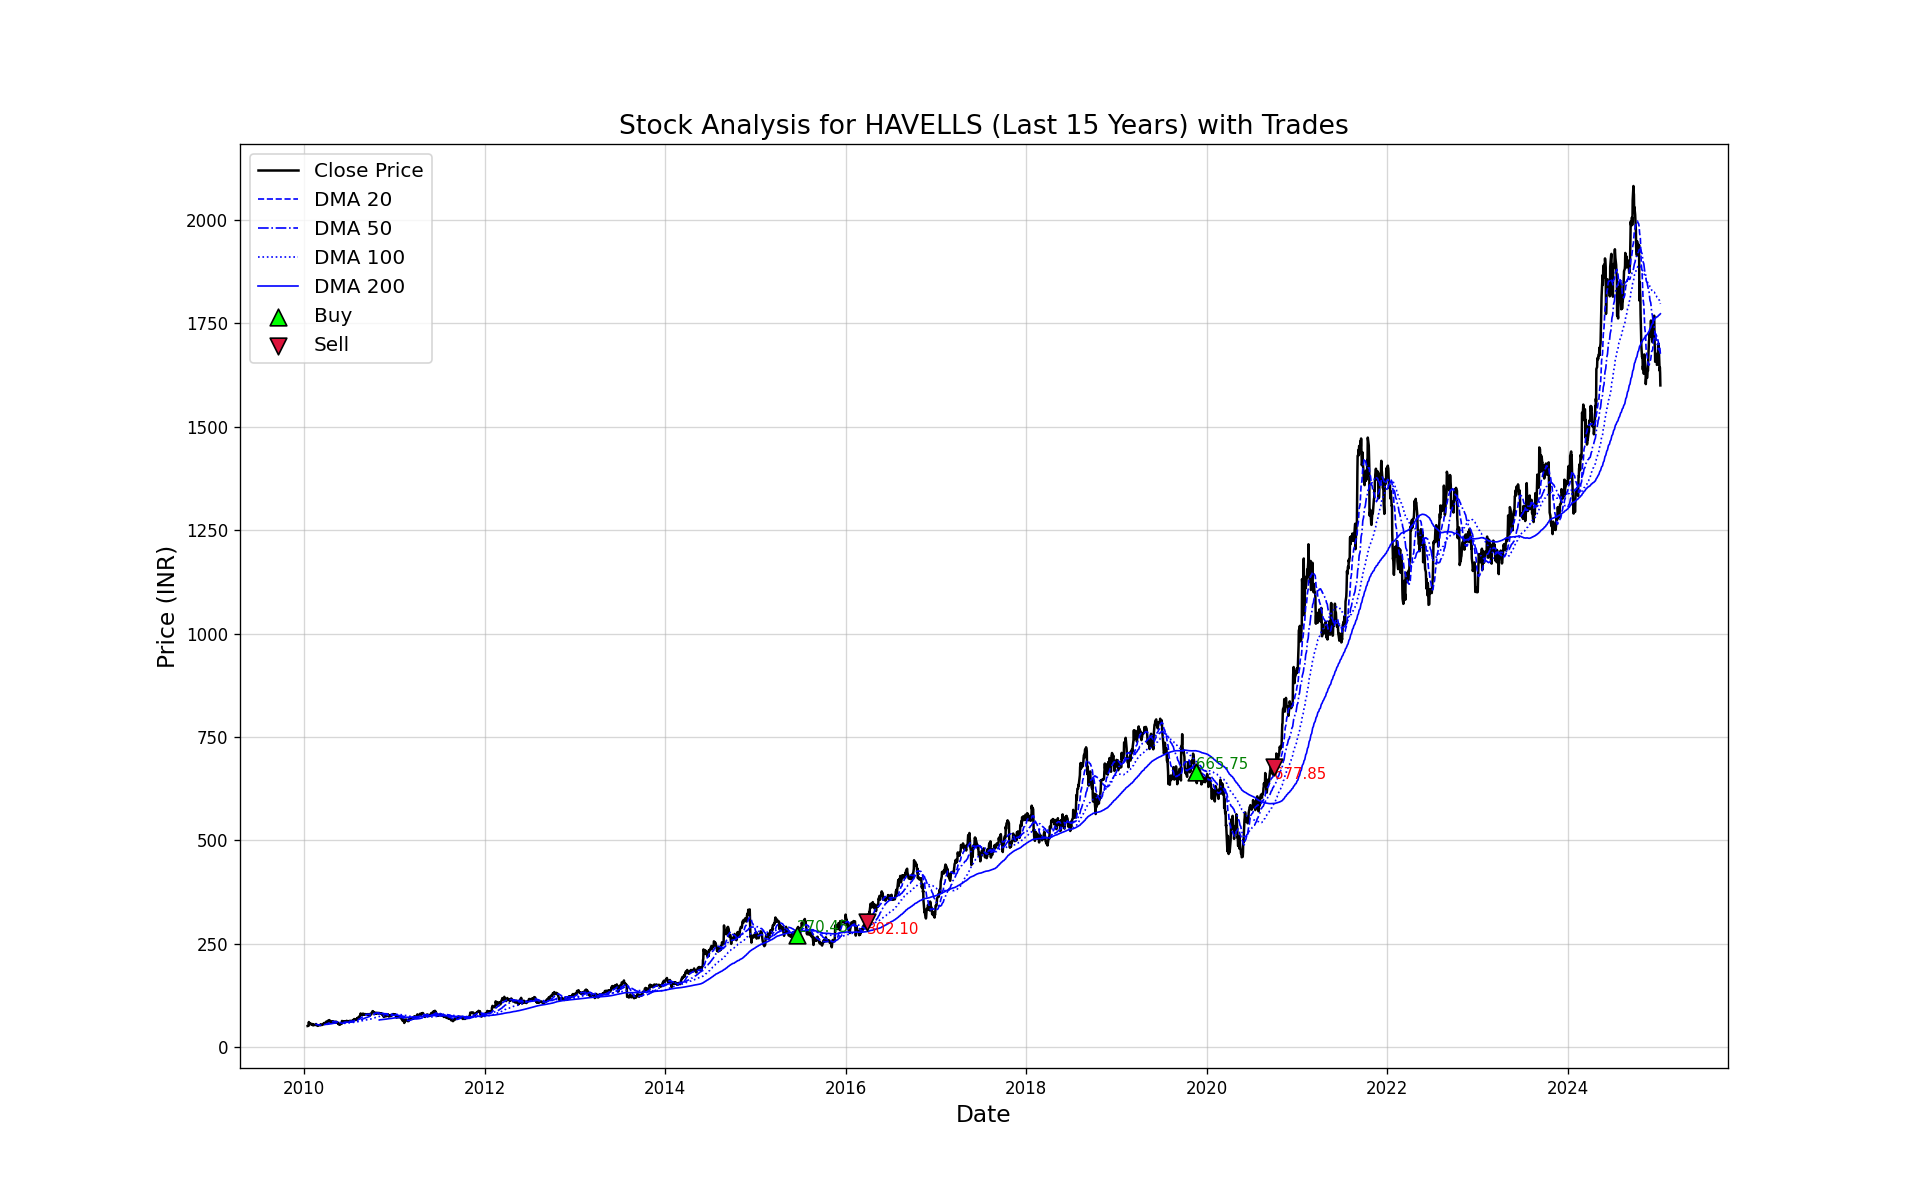 Stock Analysis for HAVELLS (Last 15 Years) with Trades
Close Price
DMA 20
DMA 50
DMA 100
DMA 200
Buy
Sell
2000
1750
1500
1250
1000
750
500
250
0
Price (INR)
665.75
677.85
302.10
2010
2012
2014
2016
2018
2020
2022
2024
Date